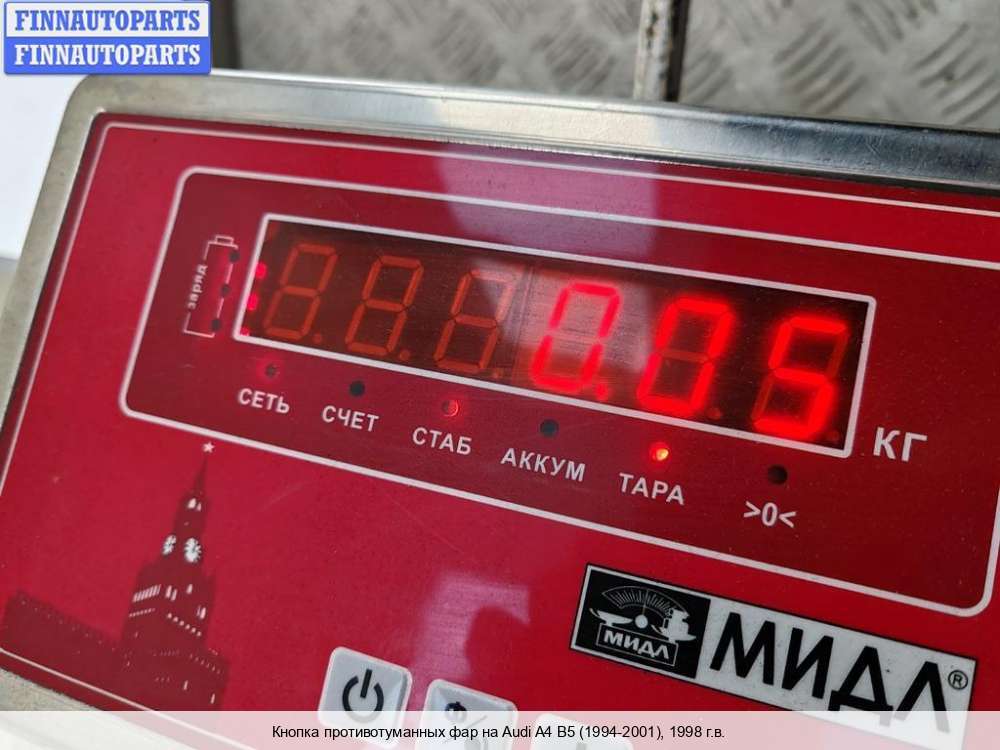 FINNAUTOPARTS
FINNAUTOPARTS
заряд
0.05
КГ
СЕТЬ СЧЕТ СТАБ АККУМ ТАРА >0<
МИДЛ
МИДЛ®
Кнопка противотуманных фар на Audi A4 B5 (1994-2001), 1998 г.в.